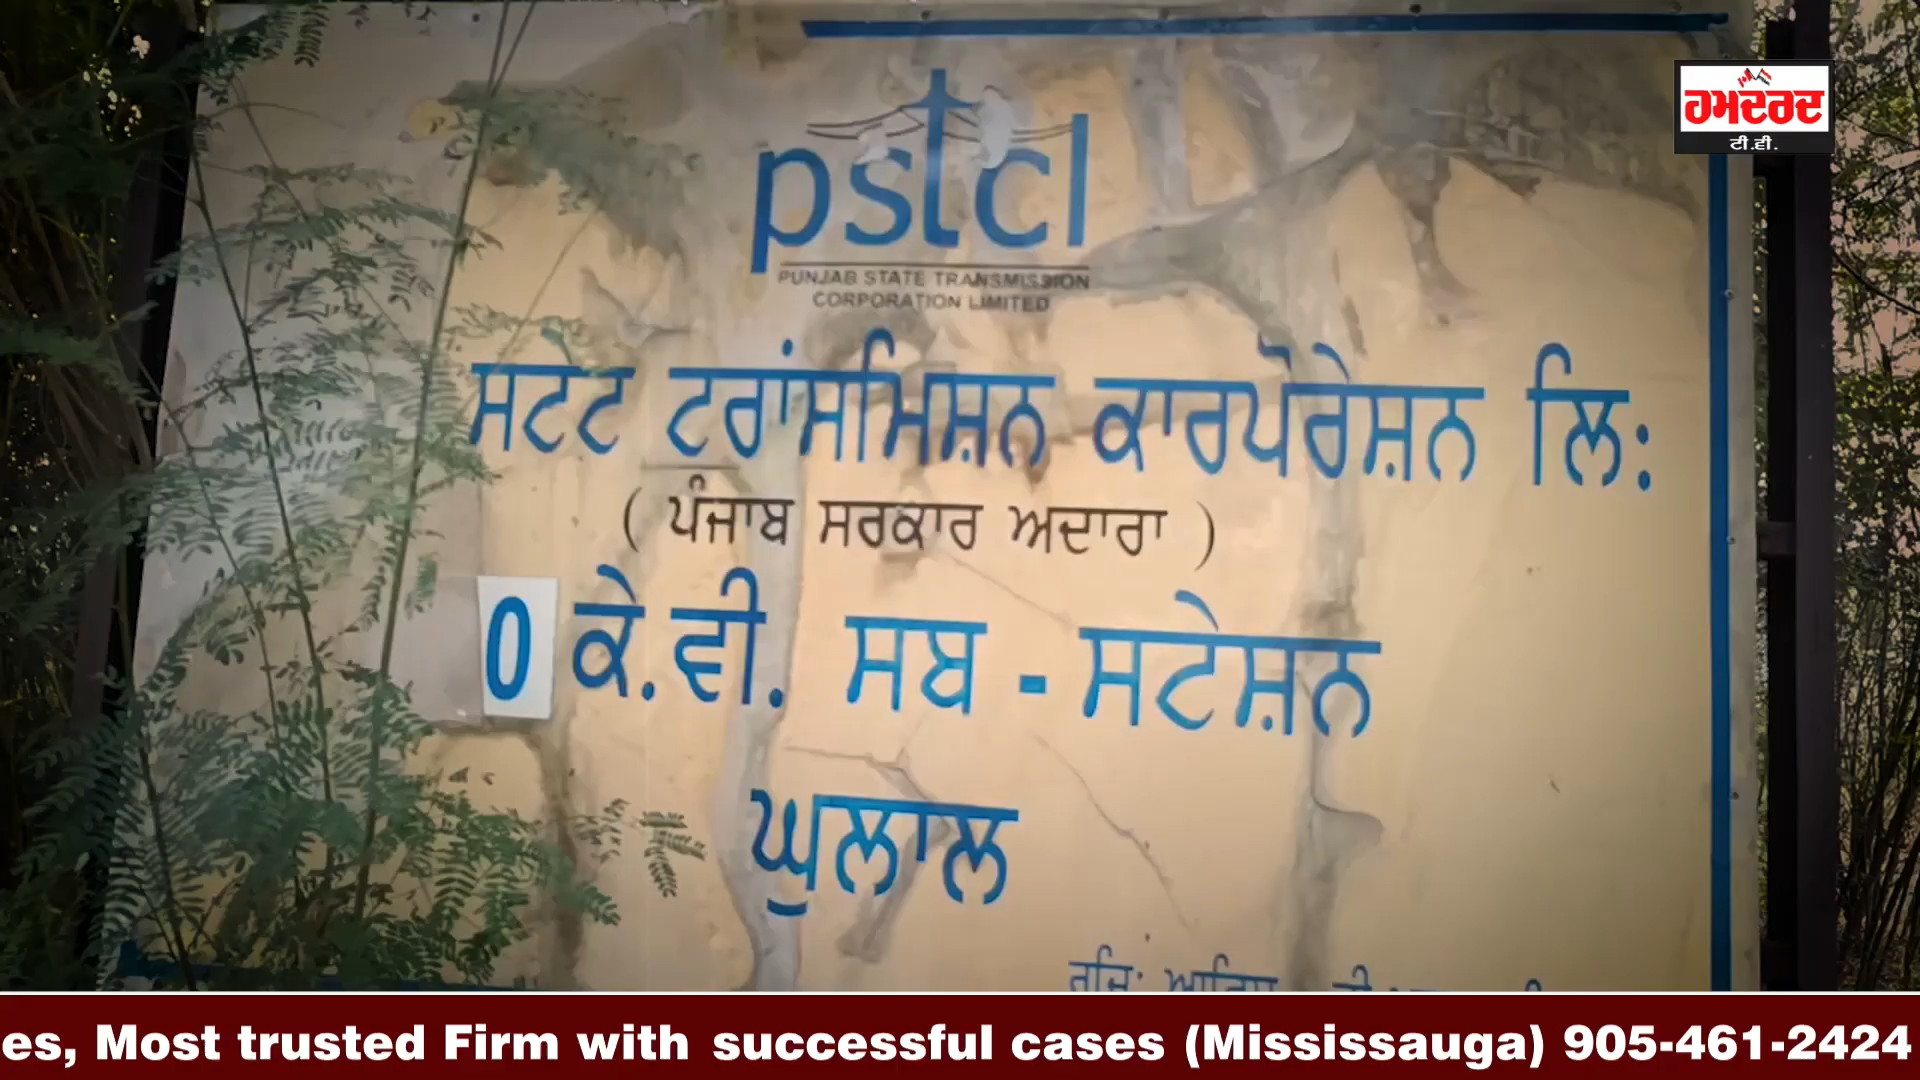 pstcl
PUNJAB STATE TRANSMISSION
CORPORATION LIMITED
ਸਟੇਟ ਟਰਾਂਸਮਿਸ਼ਨ ਕਾਰਪੋਰੇਸ਼ਨ ਲਿ:
( ਪੰਜਾਬ ਸਰਕਾਰ ਅਦਾਰਾ )
0 ਕੇ.ਵੀ. ਸਬ - ਸਟੇਸ਼ਨ
ਘੁਲਾਲ
ਹਮਦਰਦ
ਟੀ.ਵੀ.
es, Most trusted Firm with successful cases (Mississauga) 905-461-2424